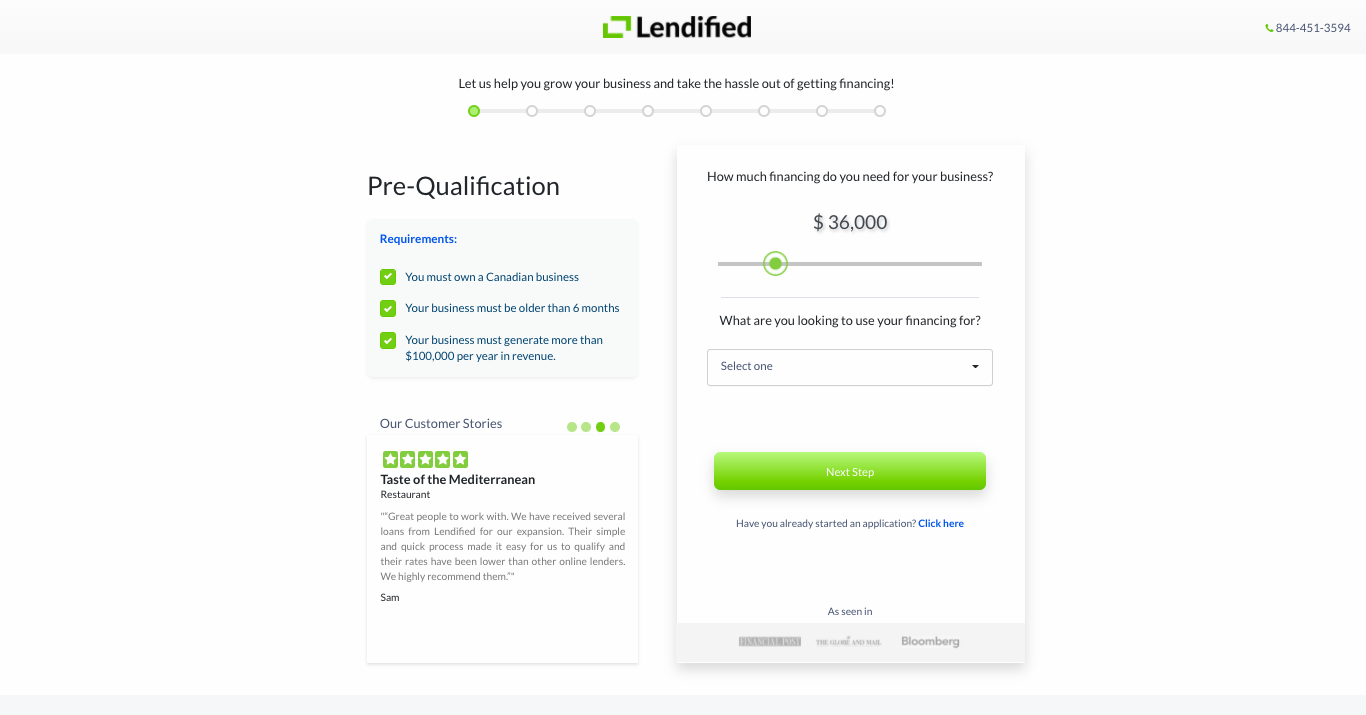 Lendified
844-451-3594
Let us help you grow your business and take the hassle out of getting financing!
Pre-Qualification
Requirements:
You must own a Canadian business
Your business must be older than 6 months
Your business must generate more than
$100,000 per year in revenue.
Our Customer Stories
Taste of the Mediterranean
Restaurant
"“Great people to work with. We have received several
loans from Lendified for our expansion. Their simple
and quick process made it easy for us to qualify and
their rates have been lower than other online lenders.
We highly recommend them.”"
Sam
How much financing do you need for your business?
$ 36,000
What are you looking to use your financing for?
Select one
Next Step
Have you already started an application? Click here
As seen in
FINANCIAL POST
THE GLOBE AND MAIL
Bloomberg